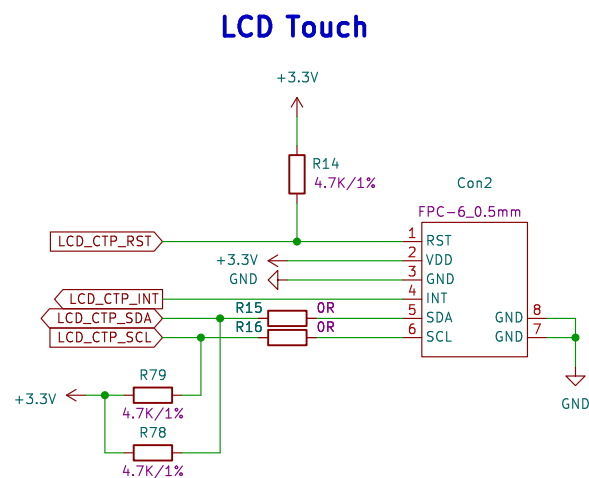 LCD Touch
+3.3V
R14
4.7K/1%
Con2
FPC-6_0.5mm
LCD_CTP_RST
1 RST
+3.3V
2 VDD
GND
3 GND
LCD_CTP_INT
4 INT
LCD_CTP_SDA
R15 0R
5 SDA
GND 8
LCD_CTP_SCL
R16 0R
6 SCL
GND 7
R79
+3.3V
4.7K/1%
GND
R78
4.7K/1%